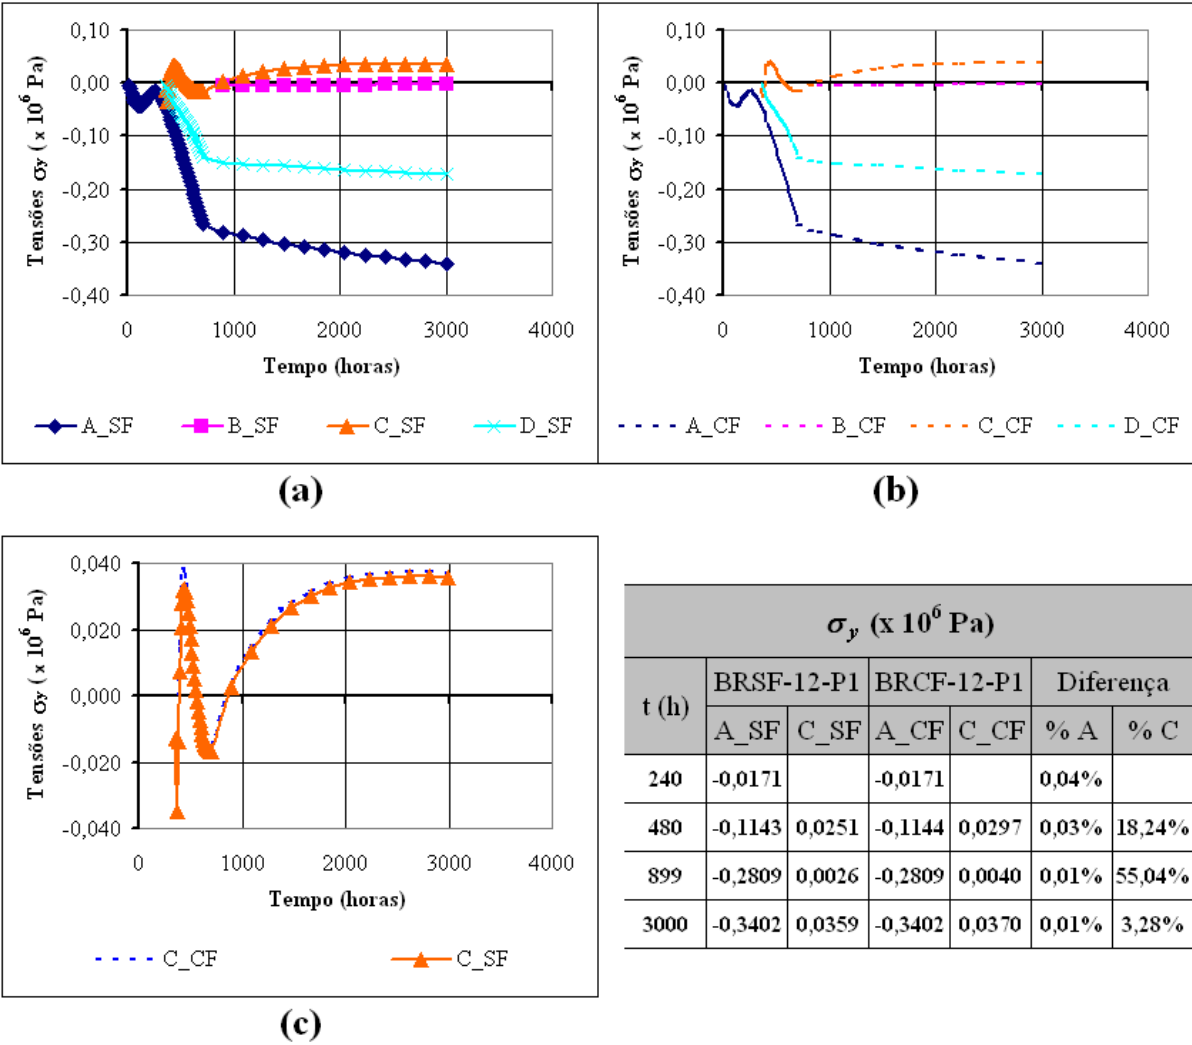 0,10
0,00
-0,10
-0,20
-0,30
-0,40
Tensões σy ( x 10⁶ Pa)
0 1000 2000 3000 4000
Tempo (horas)
A_SF B_SF C_SF D_SF
(a)
0,10
0,00
-0,10
-0,20
-0,30
-0,40
Tensões σy ( x 10⁶ Pa)
0 1000 2000 3000 4000
Tempo (horas)
A_CF B_CF C_CF D_CF
(b)
0,040
0,020
0,000
-0,020
-0,040
Tensões σy ( x 10⁶ Pa)
0 1000 2000 3000 4000
Tempo (horas)
C_CF C_SF
(c)
σy (x 10⁶ Pa)
t (h) BRSF-12-P1 BRCF-12-P1 Diferença
A_SF C_SF A_CF C_CF % A % C
240 -0,0171 -0,0171 0,04%
480 -0,1143 0,0251 -0,1144 0,0297 0,03% 18,24%
899 -0,2809 0,0026 -0,2809 0,0040 0,01% 55,04%
3000 -0,3402 0,0359 -0,3402 0,0370 0,01% 3,28%